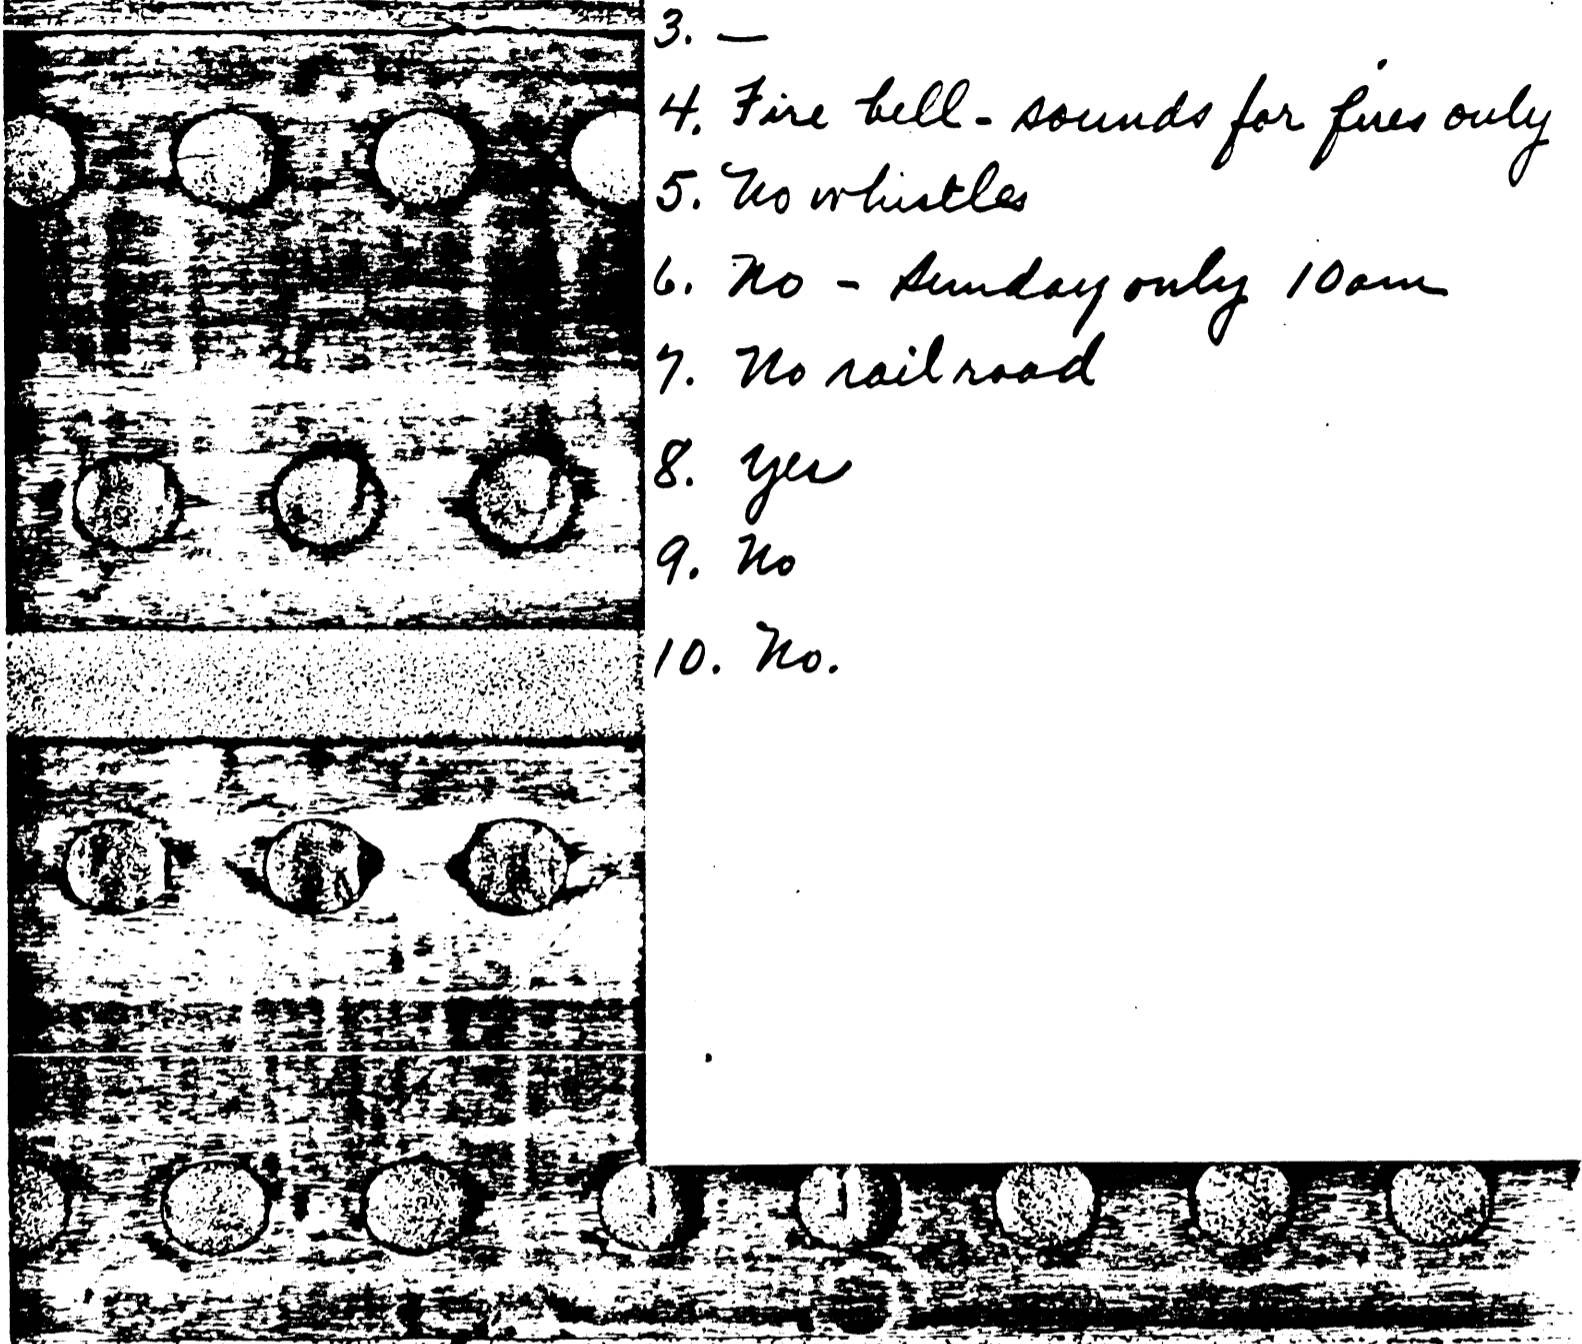 3. —
4. Fire bell - sounds for fires only
5. No whistles
6. No - Sunday only 10am
7. No railroad
8. yes
9. No
10. No.